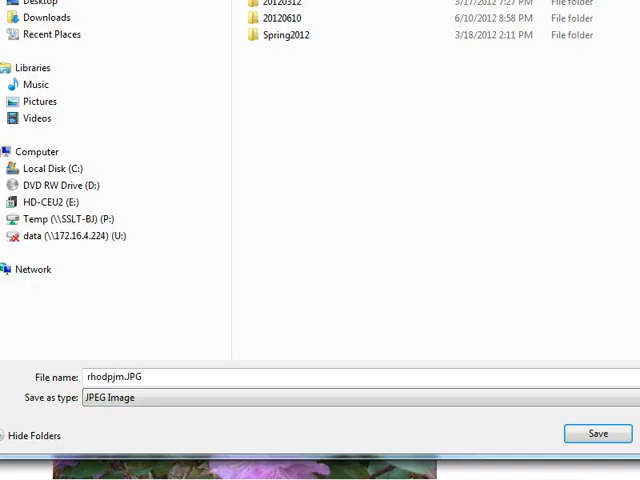 Desktop
20120312 3/17/2012 7:27 PM File folder
Downloads
20120610 6/10/2012 8:58 PM File folder
Recent Places
Spring2012 3/18/2012 2:11 PM File folder
Libraries
Music
Pictures
Videos
Computer
Local Disk (C:)
DVD RW Drive (D:)
HD-CEU2 (E:)
Temp (\\SSLT-BJ) (P:)
data (\\172.16.4.224) (U:)
Network
File name: rhodpjm.JPG
Save as type: JPEG Image
Hide Folders
Save